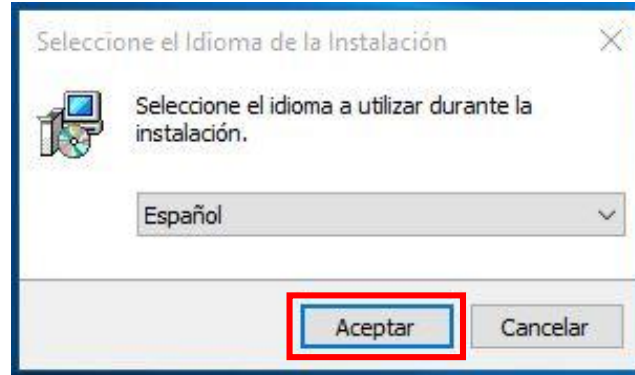 Seleccione el Idioma de la Instalación
Seleccione el idioma a utilizar durante la
instalación.
Español
Aceptar
Cancelar